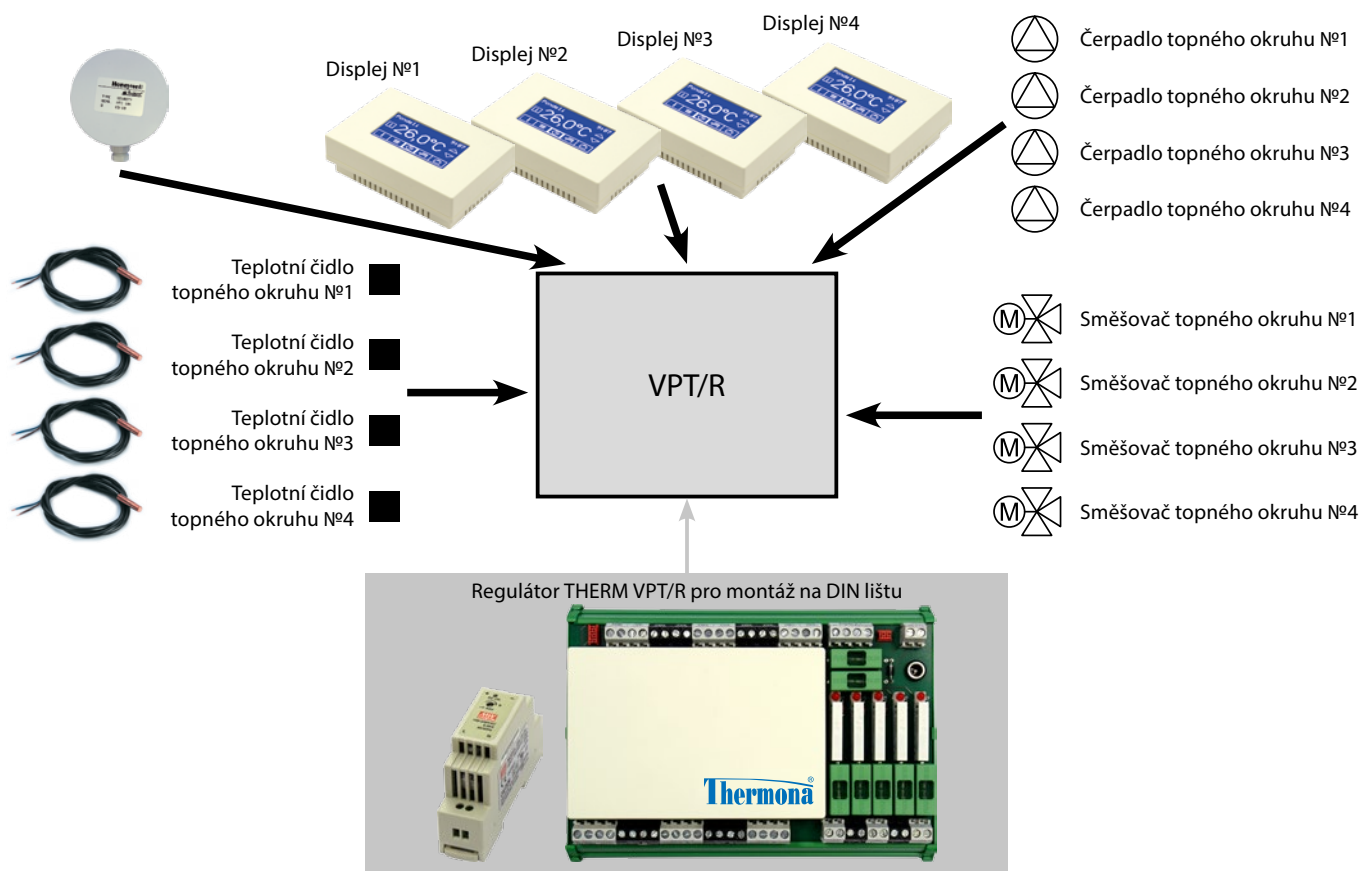 Displej №1
Displej №2
Displej №3
Displej №4
Honeywell
26,0°C
26,0°C
26,0°C
26,0°C
Čerpadlo topného okruhu №1
Čerpadlo topného okruhu №2
Čerpadlo topného okruhu №3
Čerpadlo topného okruhu №4
Teplotní čidlo
topného okruhu №1
Teplotní čidlo
topného okruhu №2
Teplotní čidlo
topného okruhu №3
Teplotní čidlo
topného okruhu №4
VPT/R
M
Směšovač topného okruhu №1
M
Směšovač topného okruhu №2
M
Směšovač topného okruhu №3
M
Směšovač topného okruhu №4
Regulátor THERM VPT/R pro montáž na DIN lištu
Thermona®